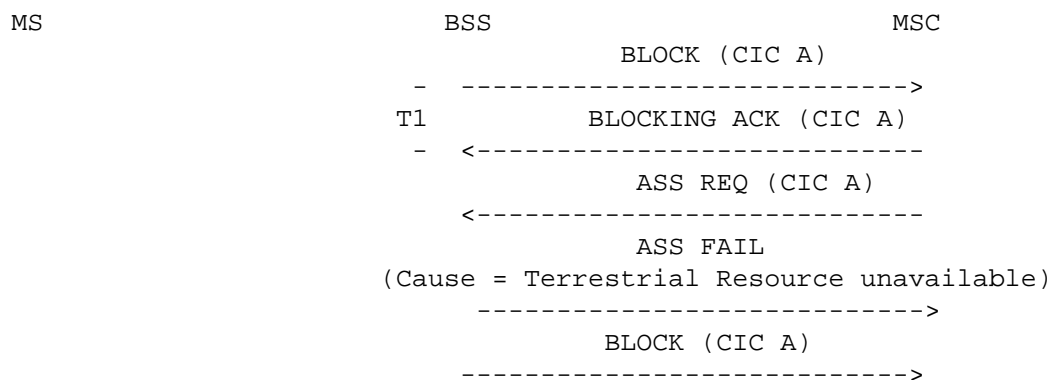 MS BSS MSC
BLOCK (CIC A)
- ---------------------------->
T1 BLOCKING ACK (CIC A)
- <----------------------------
ASS REQ (CIC A)
<-----------------------------
ASS FAIL
(Cause = Terrestrial Resource unavailable)
---------------------------->
BLOCK (CIC A)
----------------------------->